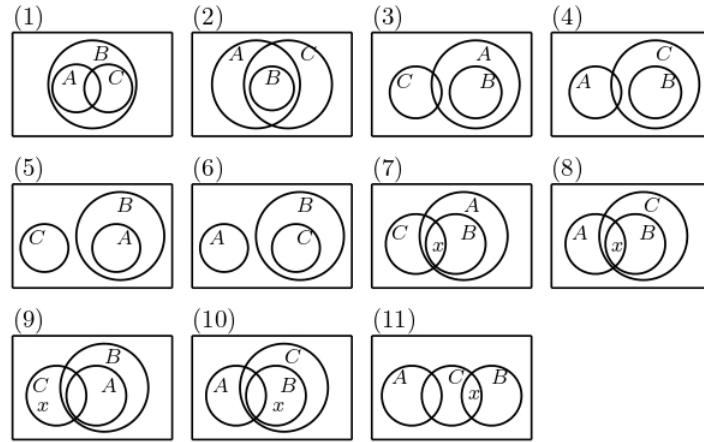 (1) (2) (3) (4)
B
A C
A C
B
A
C B
C
A B
(5) (6) (7) (8)
B
C A
B
A C
A
C B
x
C
A B
x
(9) (10) (11)
B
C A
x
C
A B
x
A C B
x